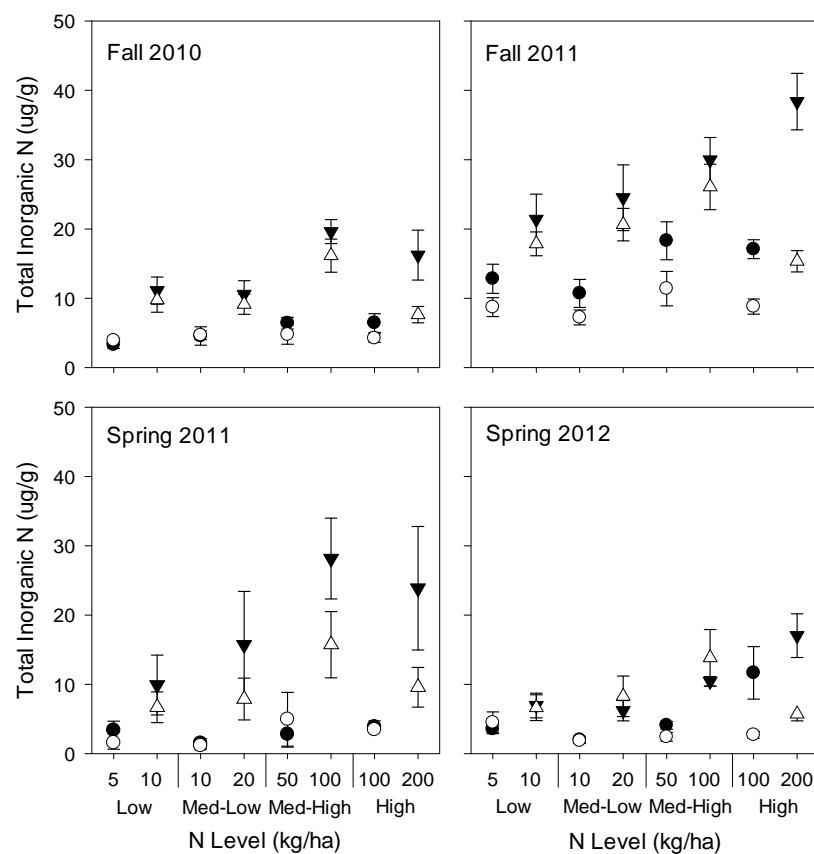 Fall 2010
Fall 2011
Total Inorganic N (ug/g)
50
40
30
20
10
0
Spring 2011
Spring 2012
Total Inorganic N (ug/g)
50
40
30
20
10
0
5 10 10 20 50 100 100 200
Low Med-Low Med-High High
N Level (kg/ha)
5 10 10 20 50 100 100 200
Low Med-Low Med-High High
N Level (kg/ha)